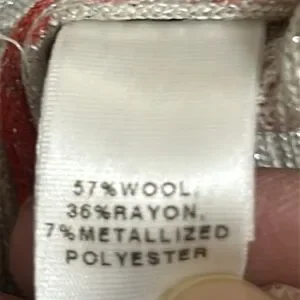 57%WOOL,
36%RAYON,
7%METALLIZED
POLYESTER